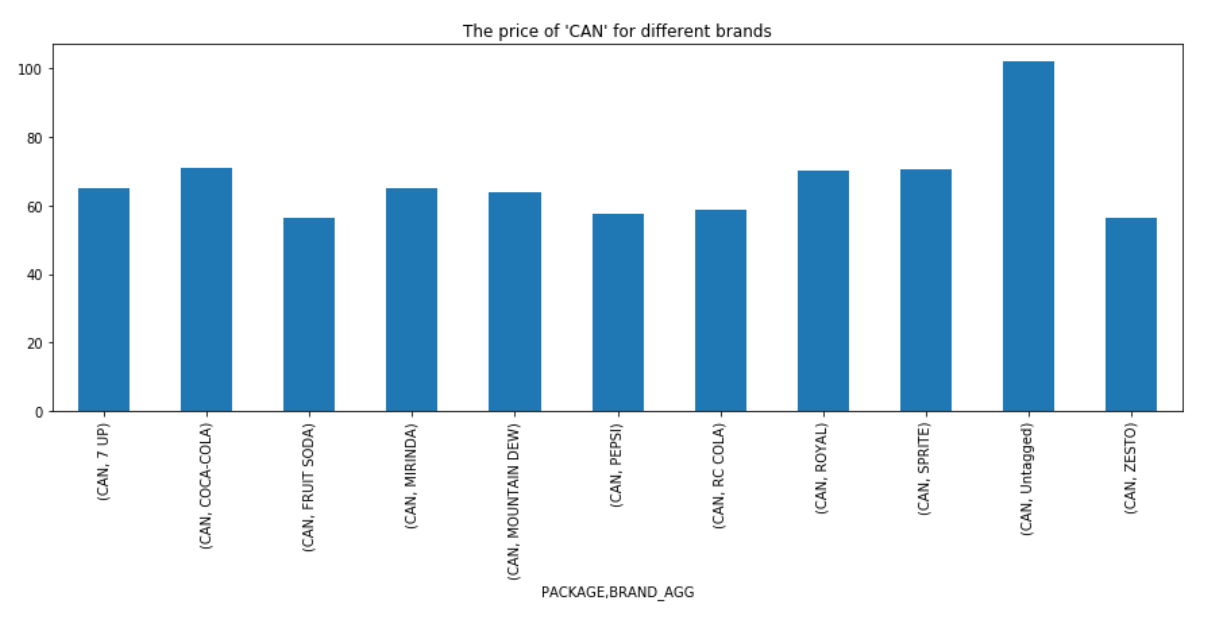 The price of 'CAN' for different brands
100
80
60
40
20
0
(CAN, 7 UP)
(CAN, COCA-COLA)
(CAN, FRUIT SODA)
(CAN, MIRINDA)
(CAN, MOUNTAIN DEW)
(CAN, PEPSI)
(CAN, RC COLA)
(CAN, ROYAL)
(CAN, SPRITE)
(CAN, Untagged)
(CAN, ZESTO)
PACKAGE,BRAND_AGG